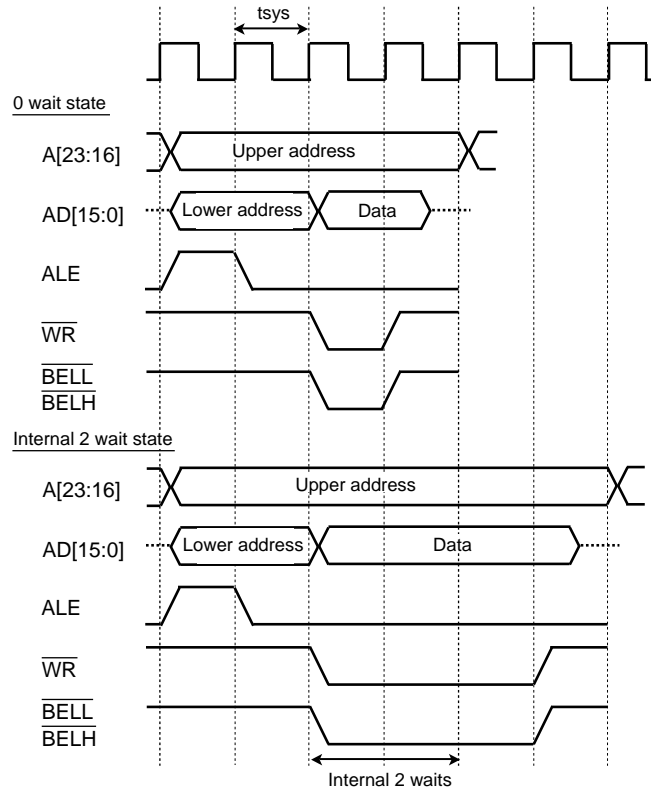 tsys
0 wait state
A[23:16]
Upper address
AD[15:0]
Lower address
Data
ALE
WR
BELL
BELH
Internal 2 wait state
A[23:16]
Upper address
AD[15:0]
Lower address
Data
ALE
WR
BELL
BELH
Internal 2 waits